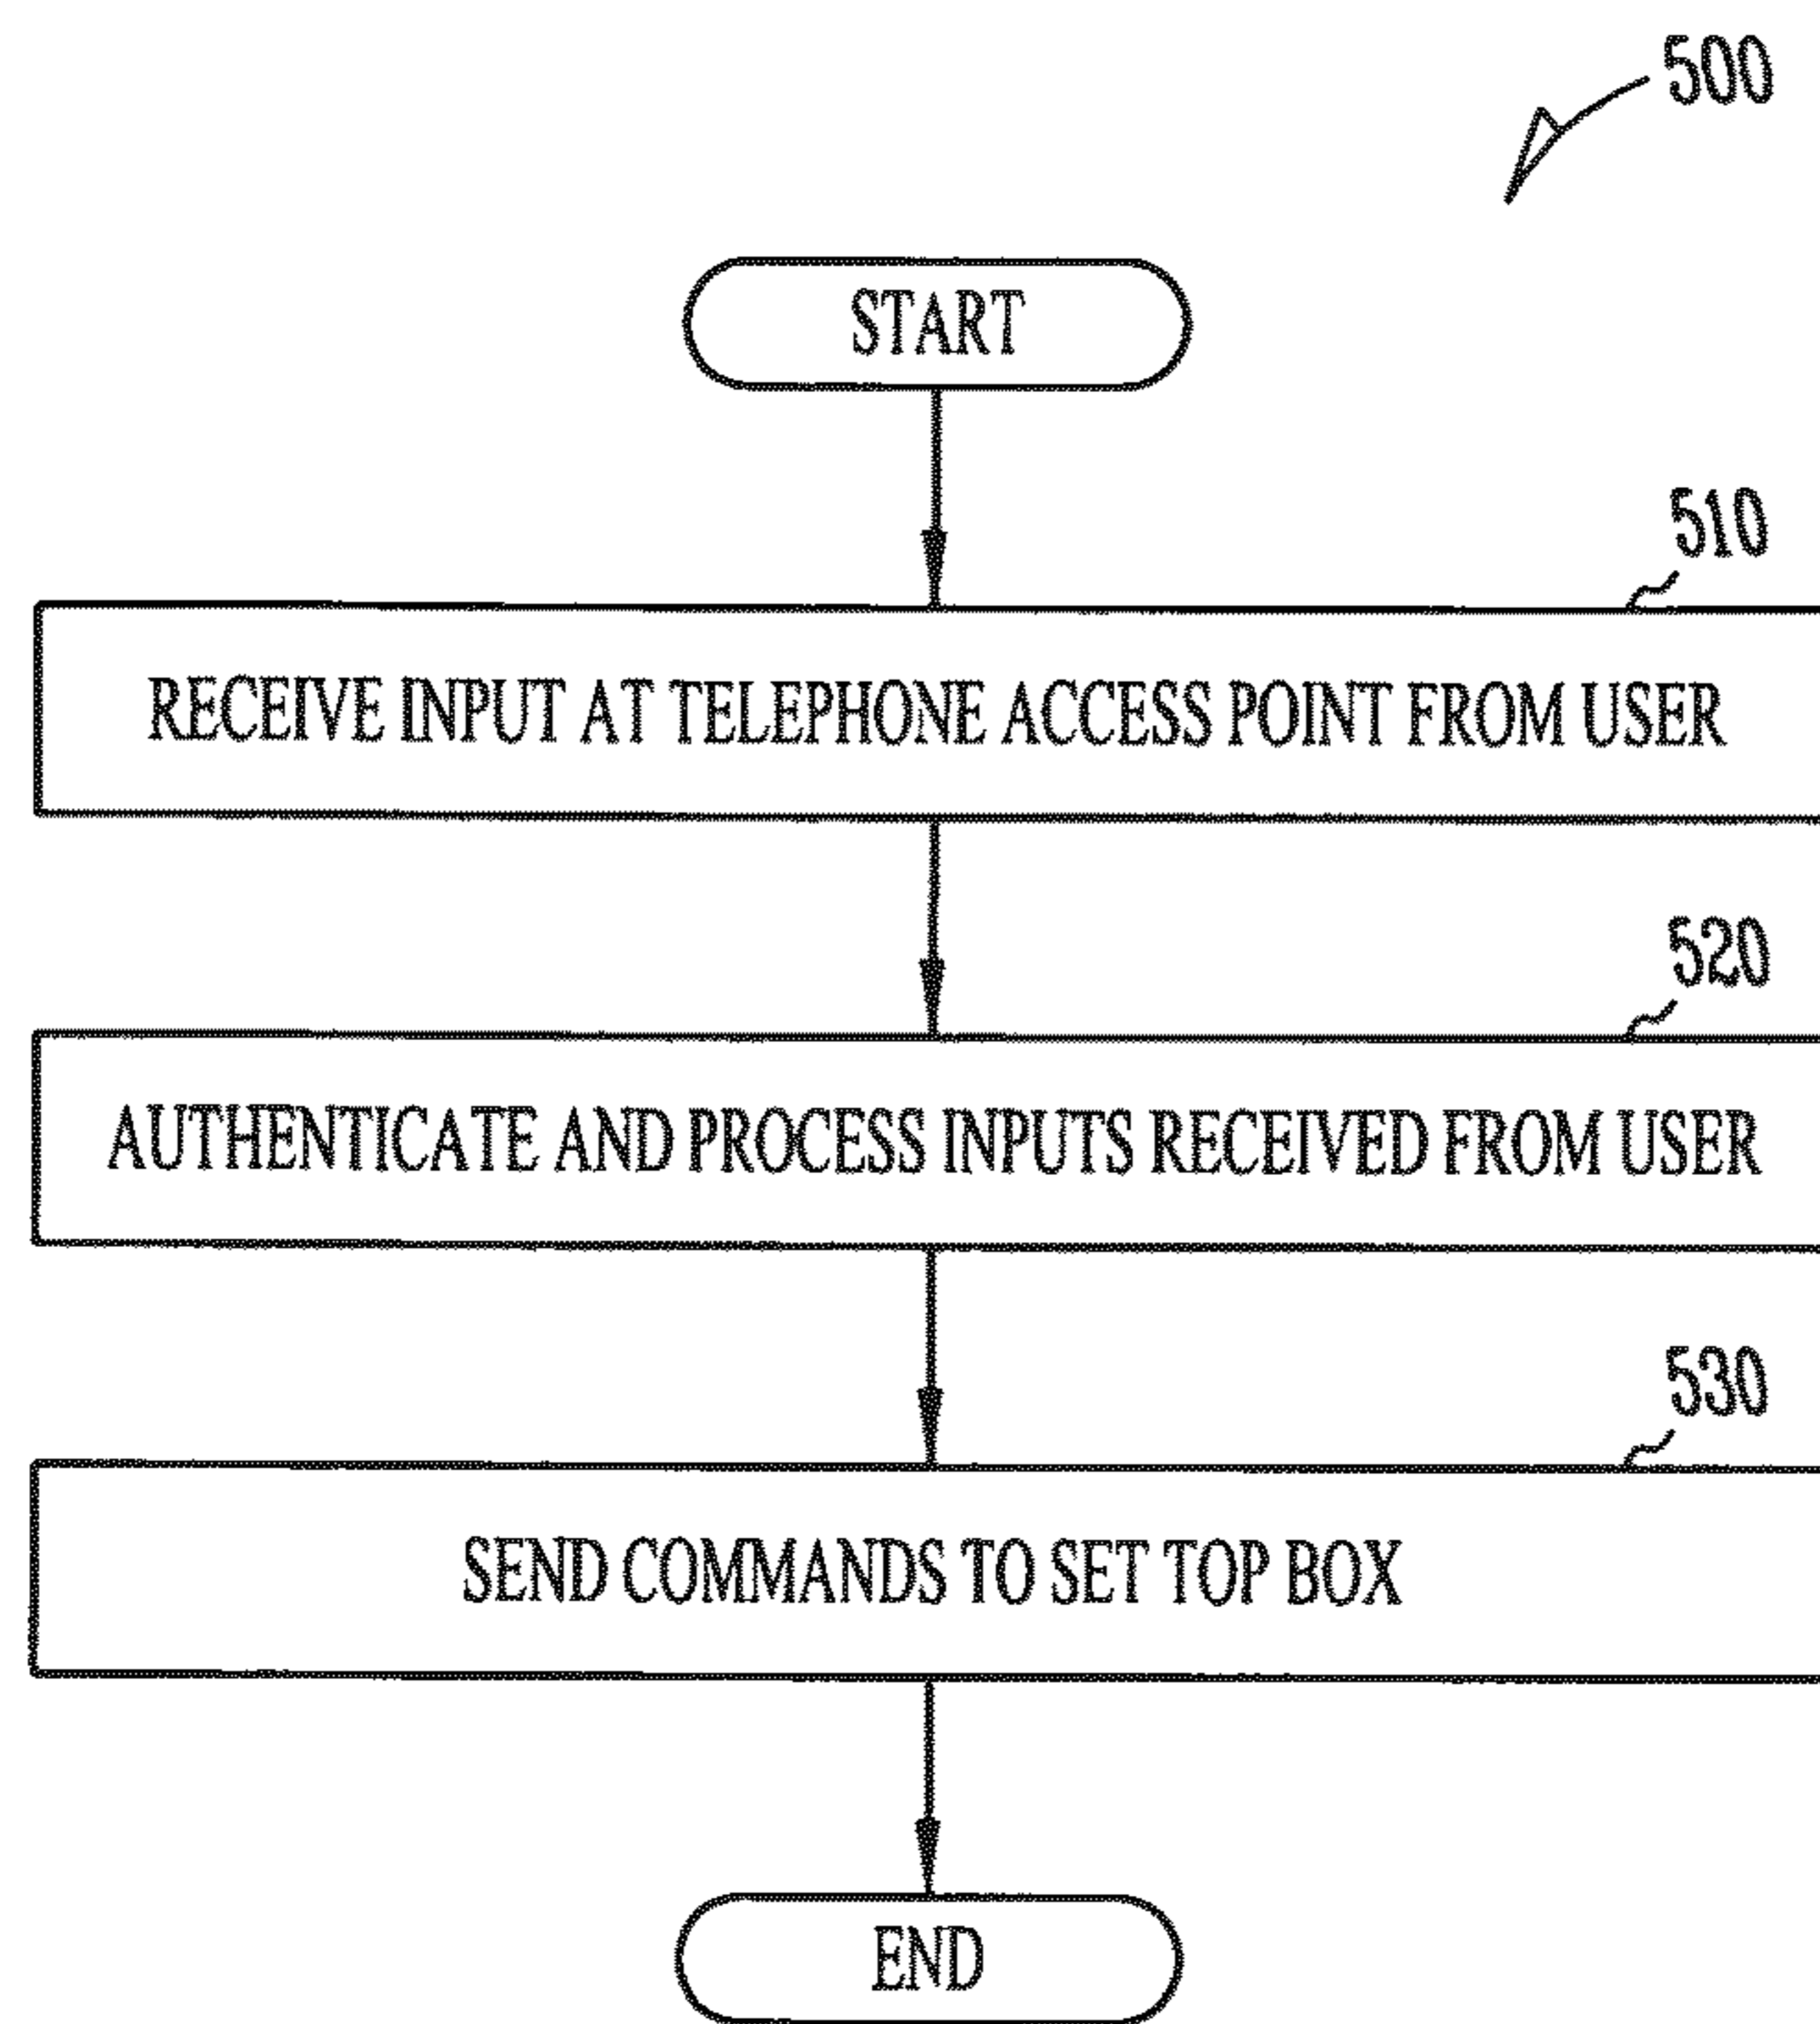 500
START
510
RECEIVE INPUT AT TELEPHONE ACCESS POINT FROM USER
520
AUTHENTICATE AND PROCESS INPUTS RECEIVED FROM USER
530
SEND COMMANDS TO SET TOP BOX
END